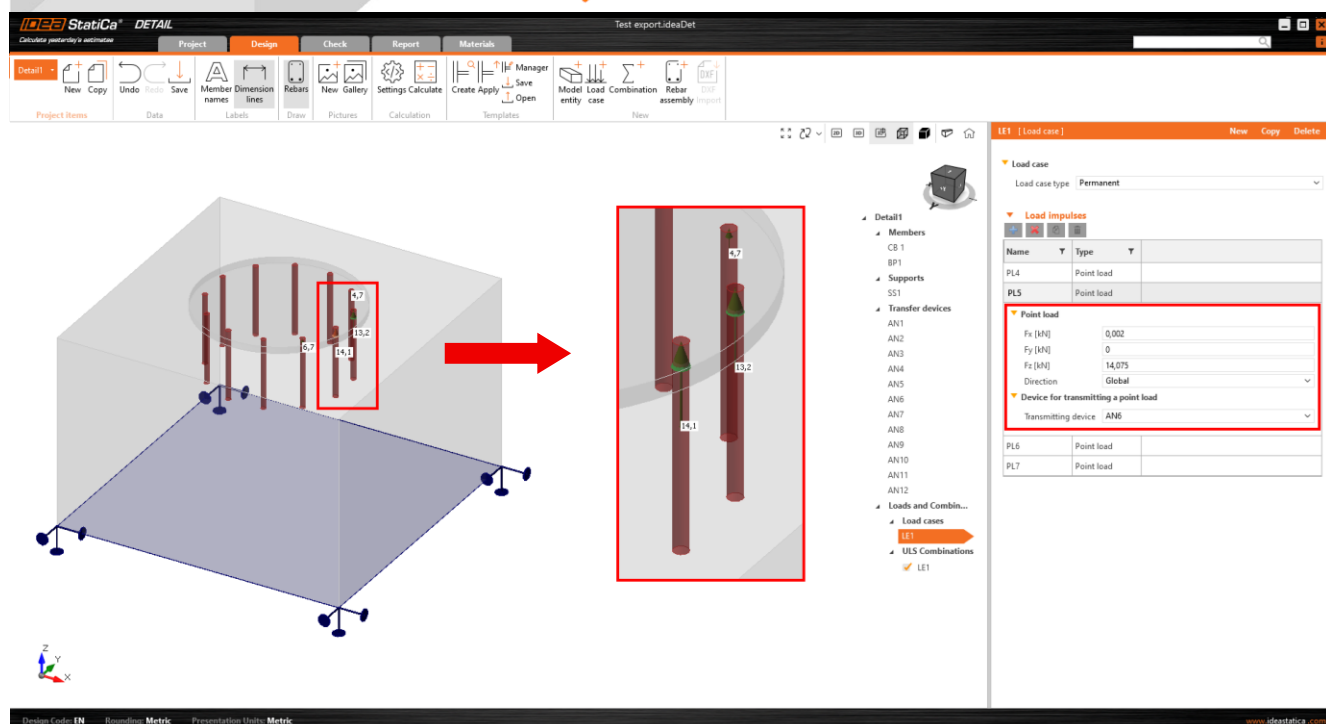 IDEA StatiCa® DETAIL
Calculate yesterday's estimates
Test export.ideaDet
Project Design Check Report Materials
Detail1 New Copy Undo Redo Save Member names Dimension lines Rebars New Gallery Settings Calculate Create Apply Manager Save Open Model entity Load case Combination Rebar assembly DXF Import
Project items Data Labels Draw Pictures Calculation Templates New
4,7
13,2
6,7
14,1
4,7
13,2
14,1
Z
Y
X
Detail1
Members
CB 1
BP1
Supports
SS1
Transfer devices
AN1
AN2
AN3
AN4
AN5
AN6
AN7
AN8
AN9
AN10
AN11
AN12
Loads and Combin...
Load cases
LE1
ULS Combinations
LE1
LE1 [ Load case ] New Copy Delete
Load case
Load case type Permanent
Load impulses
Name Type
PL4 Point load
PL5 Point load
Point load
Fx [kN] 0,002
Fy [kN] 0
Fz [kN] 14,075
Direction Global
Device for transmitting a point load
Transmitting device AN6
PL6 Point load
PL7 Point load
Design Code: EN Rounding: Metric Presentation Units: Metric
www.ideastatica.com